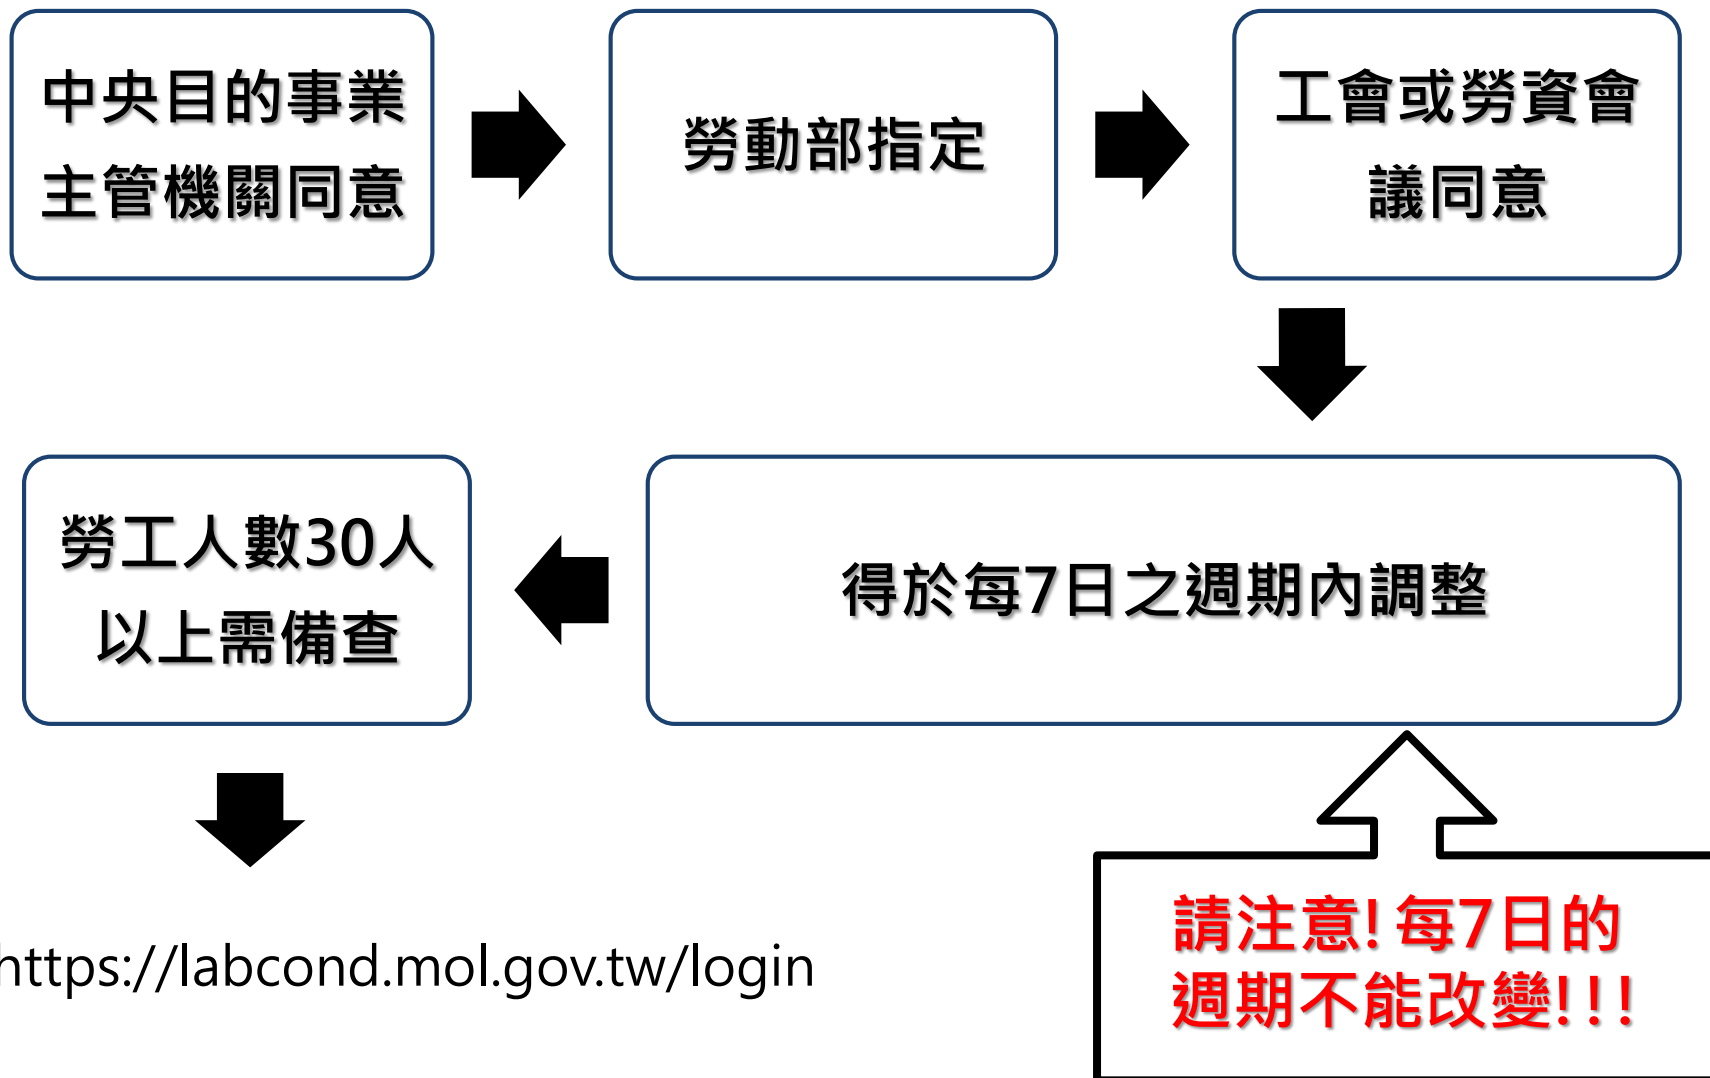 中央目的事業
主管機關同意
勞動部指定
工會或勞資會
議同意
得於每7日之週期內調整
勞工人數30人
以上需備查
https://labcond.mol.gov.tw/login
請注意!每7日的
週期不能改變!!!